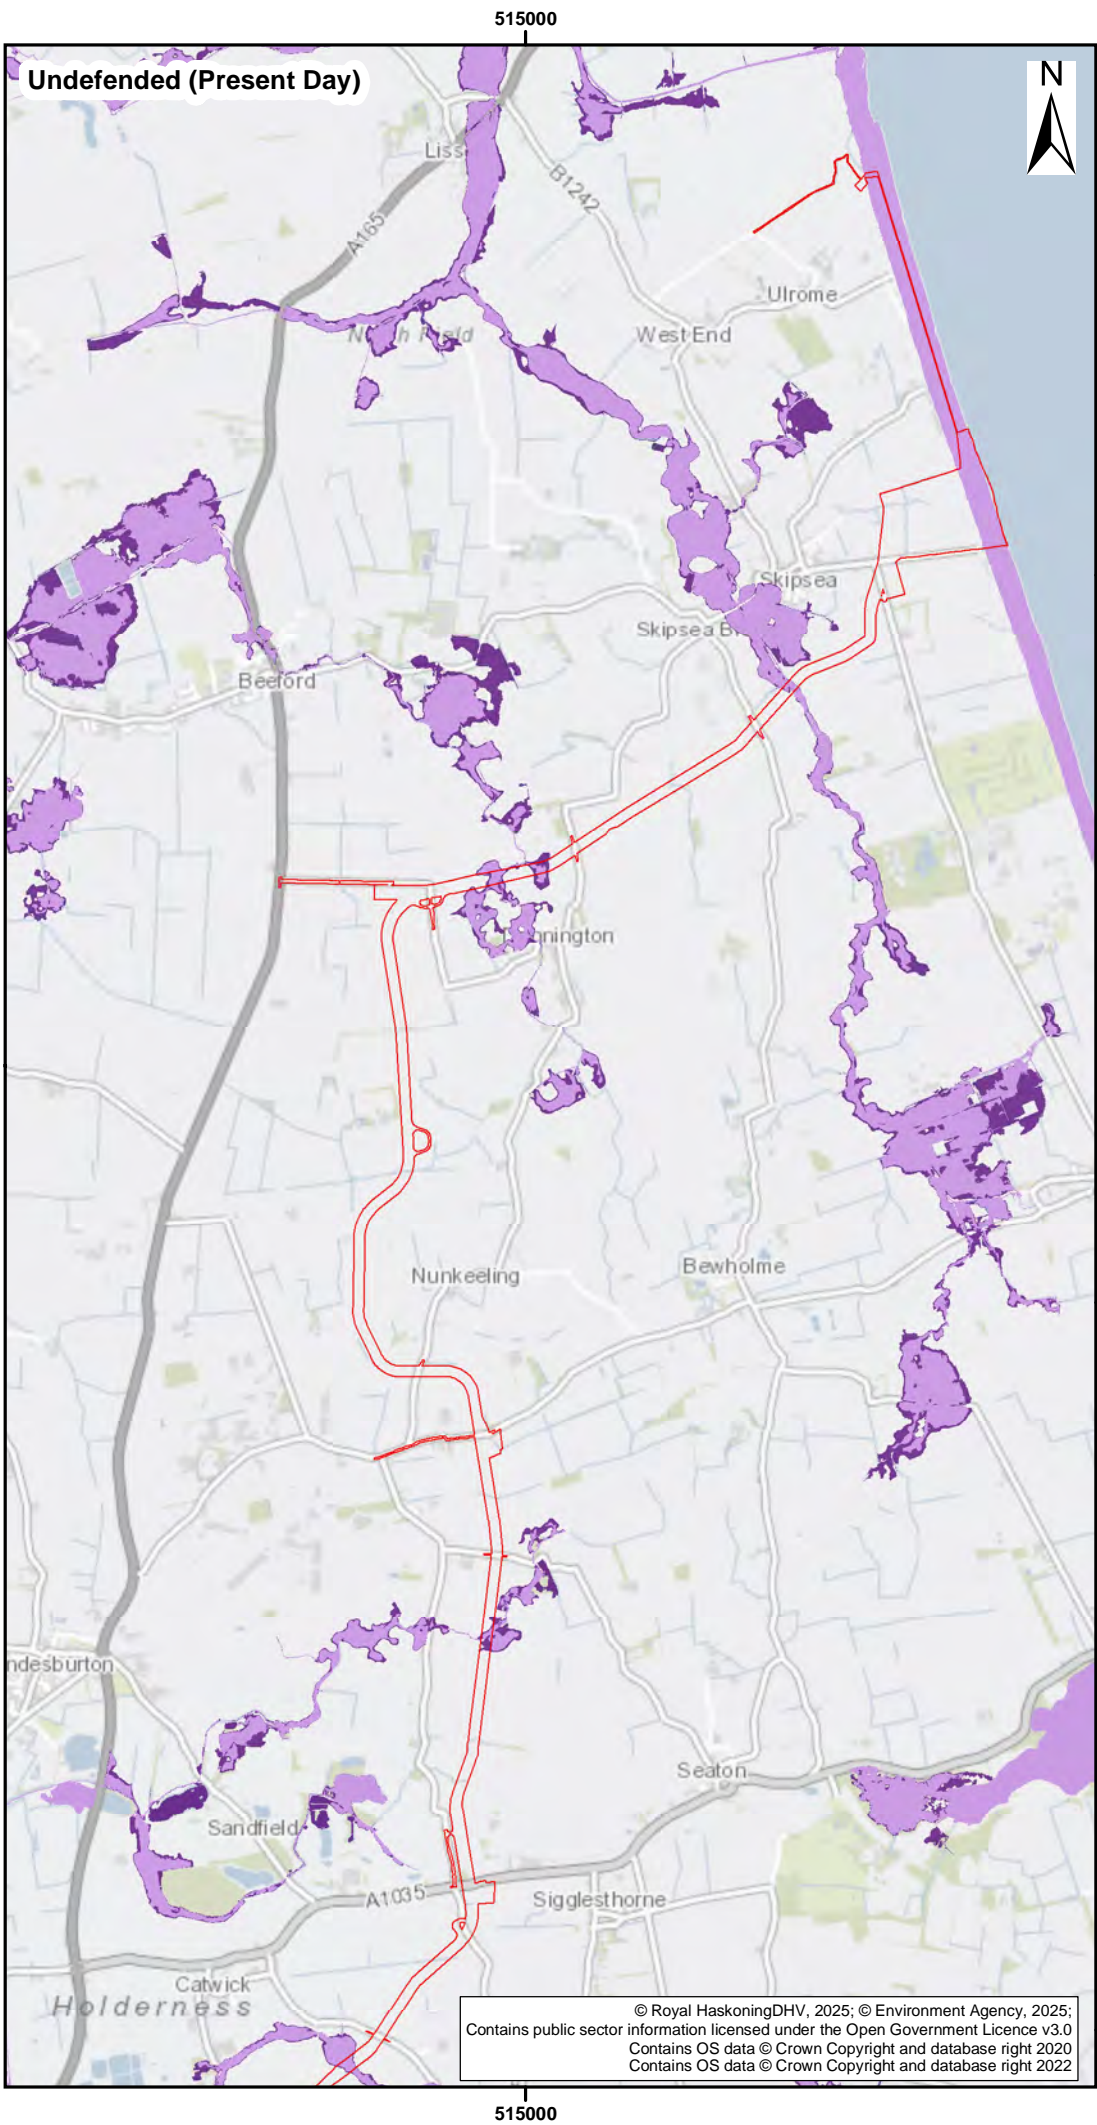 515000
Undefended (Present Day)
N
Liss
B1242
A165
Ulrome
West End
Skipsea
Skipsea
Beeford
Nunkeeling
Bewholme
Seaton
Sandfield
A1035
Sigglesthorne
Catwick
Holderness
© Royal HaskoningDHV, 2025; © Environment Agency, 2025;
Contains public sector information licensed under the Open Government Licence v3.0
Contains OS data © Crown Copyright and database right 2020
Contains OS data © Crown Copyright and database right 2022
515000